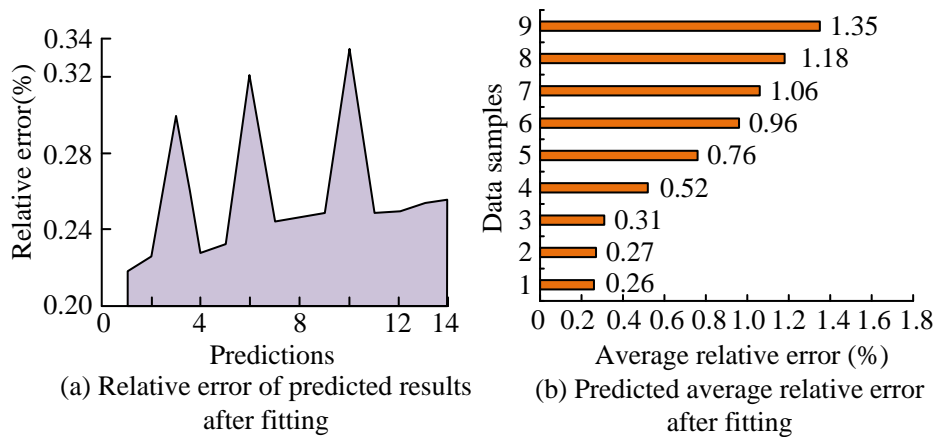 0.34
0.32
0.28
0.24
0.20
Relative error(%)
0 4 8 12 14
Predictions
(a) Relative error of predicted results
after fitting
9 1.35
8 1.18
7 1.06
6 0.96
5 0.76
4 0.52
3 0.31
2 0.27
1 0.26
Data samples
0 0.2 0.4 0.6 0.8 1.0 1.2 1.4 1.6 1.8
Average relative error (%)
(b) Predicted average relative error
after fitting